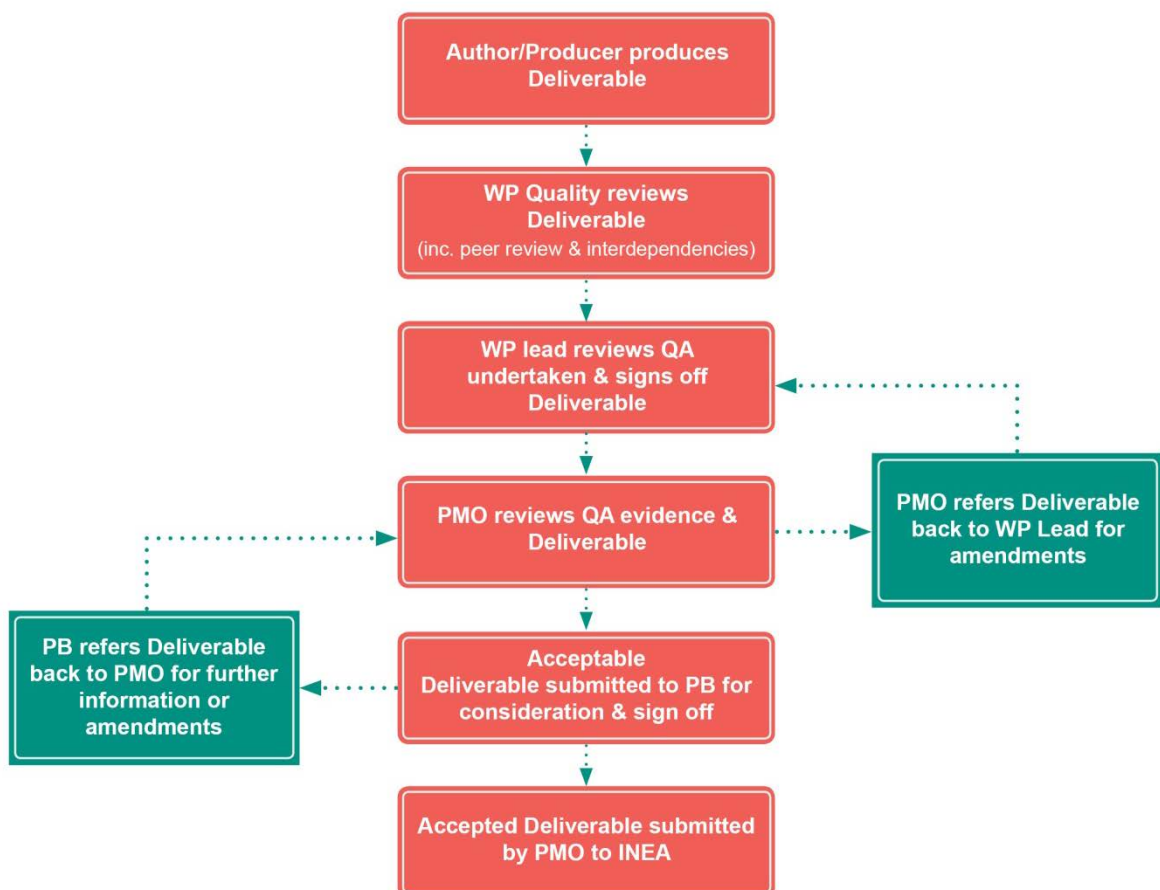 Author/Producer produces
Deliverable
WP Quality reviews
Deliverable
(inc. peer review & interdependencies)
WP lead reviews QA
undertaken & signs off
Deliverable
PMO reviews QA evidence &
Deliverable
PMO refers Deliverable
back to WP Lead for
amendments
PB refers Deliverable
back to PMO for further
information or
amendments
Acceptable
Deliverable submitted to PB for
consideration & sign off
Accepted Deliverable submitted
by PMO to INEA